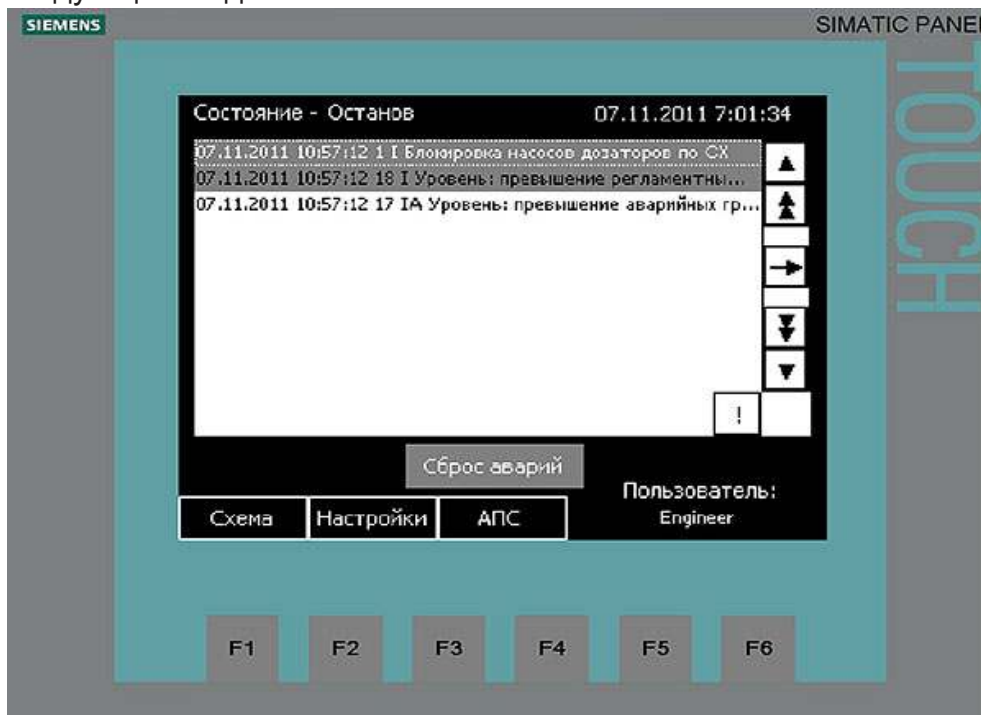 SIEMENS
SIMATIC PANEL
TOUCH
Состояние - Останов 07.11.2011 7:01:34
07.11.2011 10:57:12 1 I Блокировка насосов дозаторов по СХ
07.11.2011 10:57:12 18 I Уровень: превышение регламентны...
07.11.2011 10:57:12 17 IA Уровень: превышение аварийных гр...
!
Сброс аварий
Пользователь:
Схема Настройки АПС Engineer
F1 F2 F3 F4 F5 F6